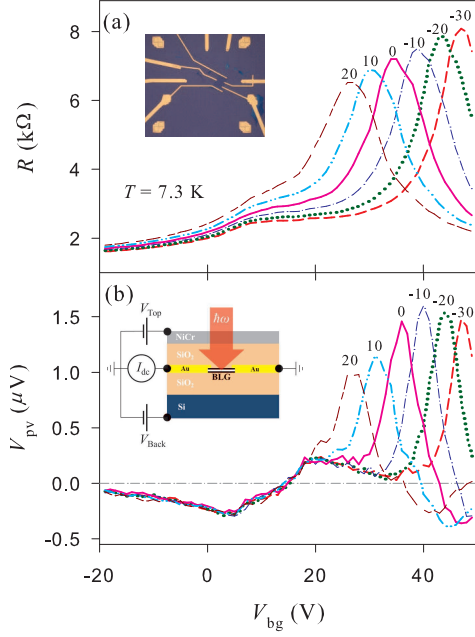 (a)
8
6
4
2
R (kΩ)
T = 7.3 K
20
10
0
-10
-20
-30
(b)
1.5
1.0
0.5
0.0
-0.5
V_pv (μV)
V_Top
I_dc
V_Back
ħω
NiCr
SiO₂
Au
Au
BLG
SiO₂
Si
20
10
0
-10
-20
-30
-20
0
20
40
V_bg (V)